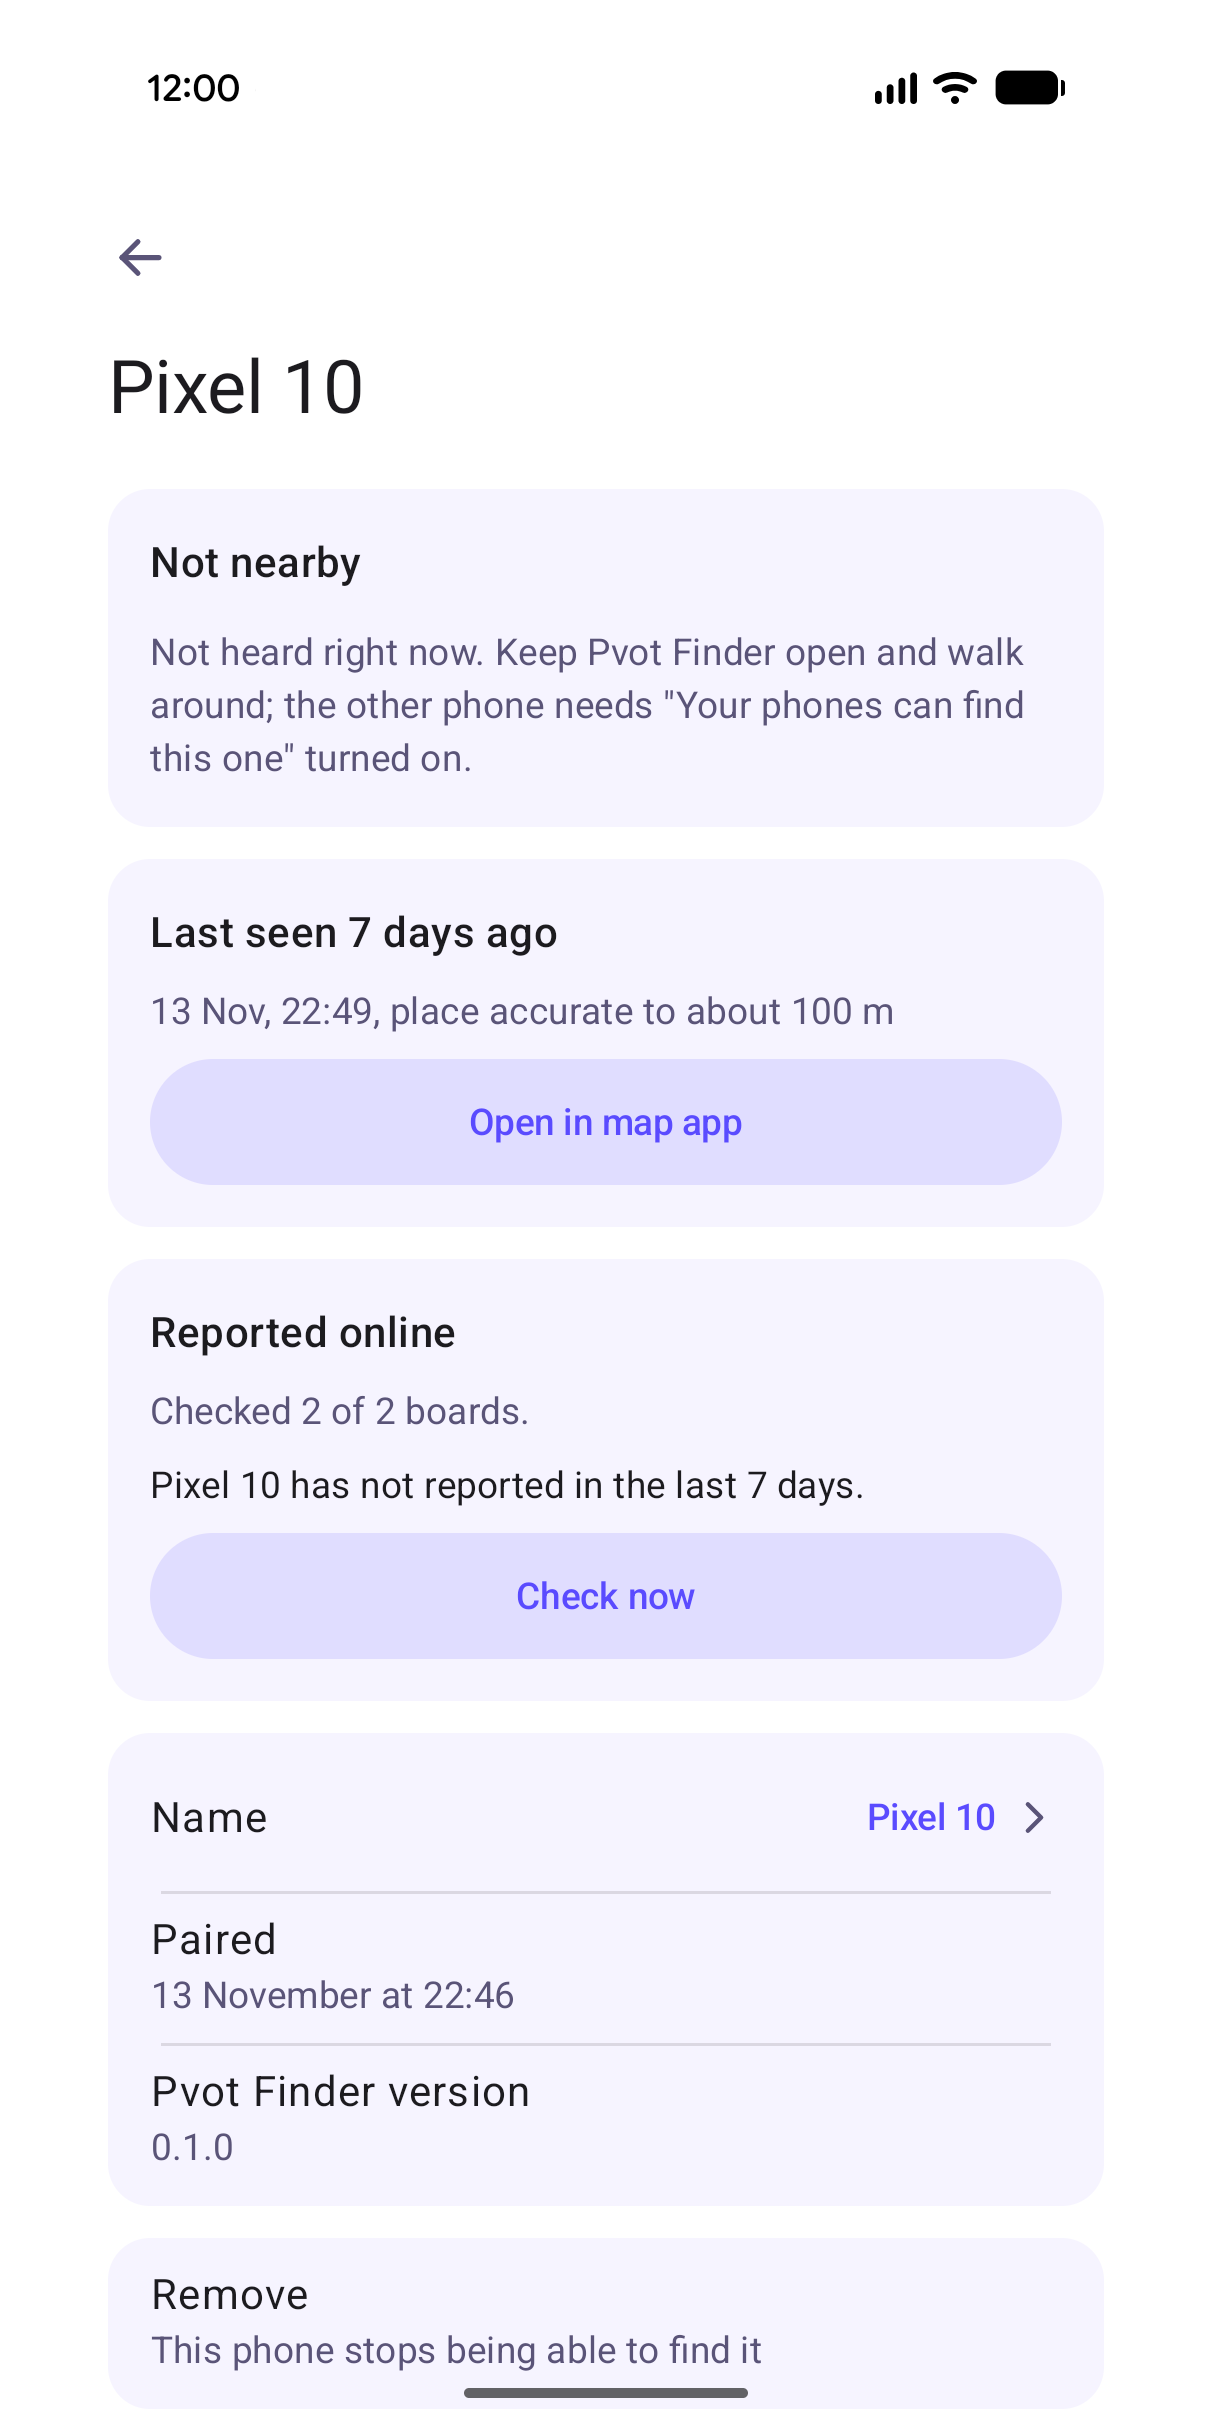 12:00
Pixel 10
Not nearby
Not heard right now. Keep Pvot Finder open and walk
around; the other phone needs "Your phones can find
this one" turned on.
Last seen 7 days ago
13 Nov, 22:49, place accurate to about 100 m
Open in map app
Reported online
Checked 2 of 2 boards.
Pixel 10 has not reported in the last 7 days.
Check now
Name
Pixel 10
Paired
13 November at 22:46
Pvot Finder version
0.1.0
Remove
This phone stops being able to find it